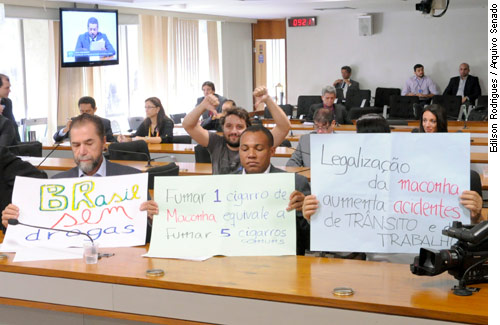 Edilson Rodrigues / Arquivo Senado
BRASIL
sem
drogas
Fumar 1 cigarro de
Maconha equivale a
Fumar 5 cigarros
comuns
Legalização
da maconha
aumenta acidentes
de TRÂNSITO e
TRABALHO